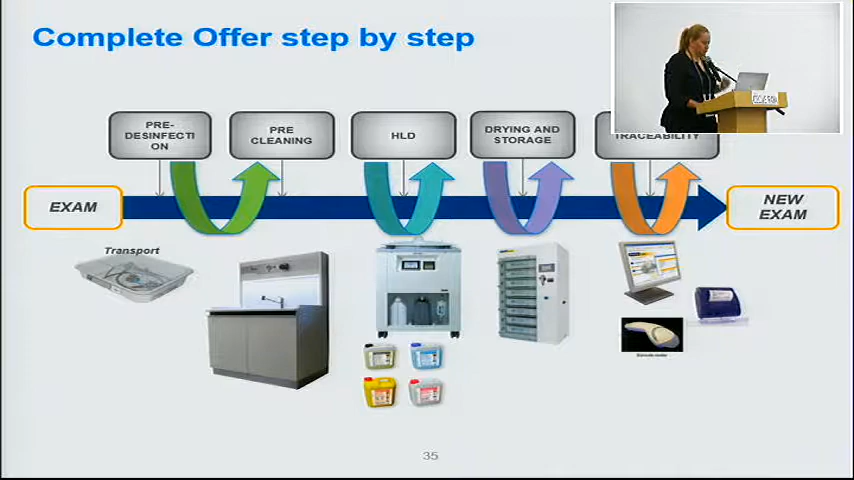 Complete Offer step by step
PRE-
DESINFECTI
ON
PRE
CLEANING
HLD
DRYING AND
STORAGE
TRACEABILITY
EXAM
NEW
EXAM
Transport
35